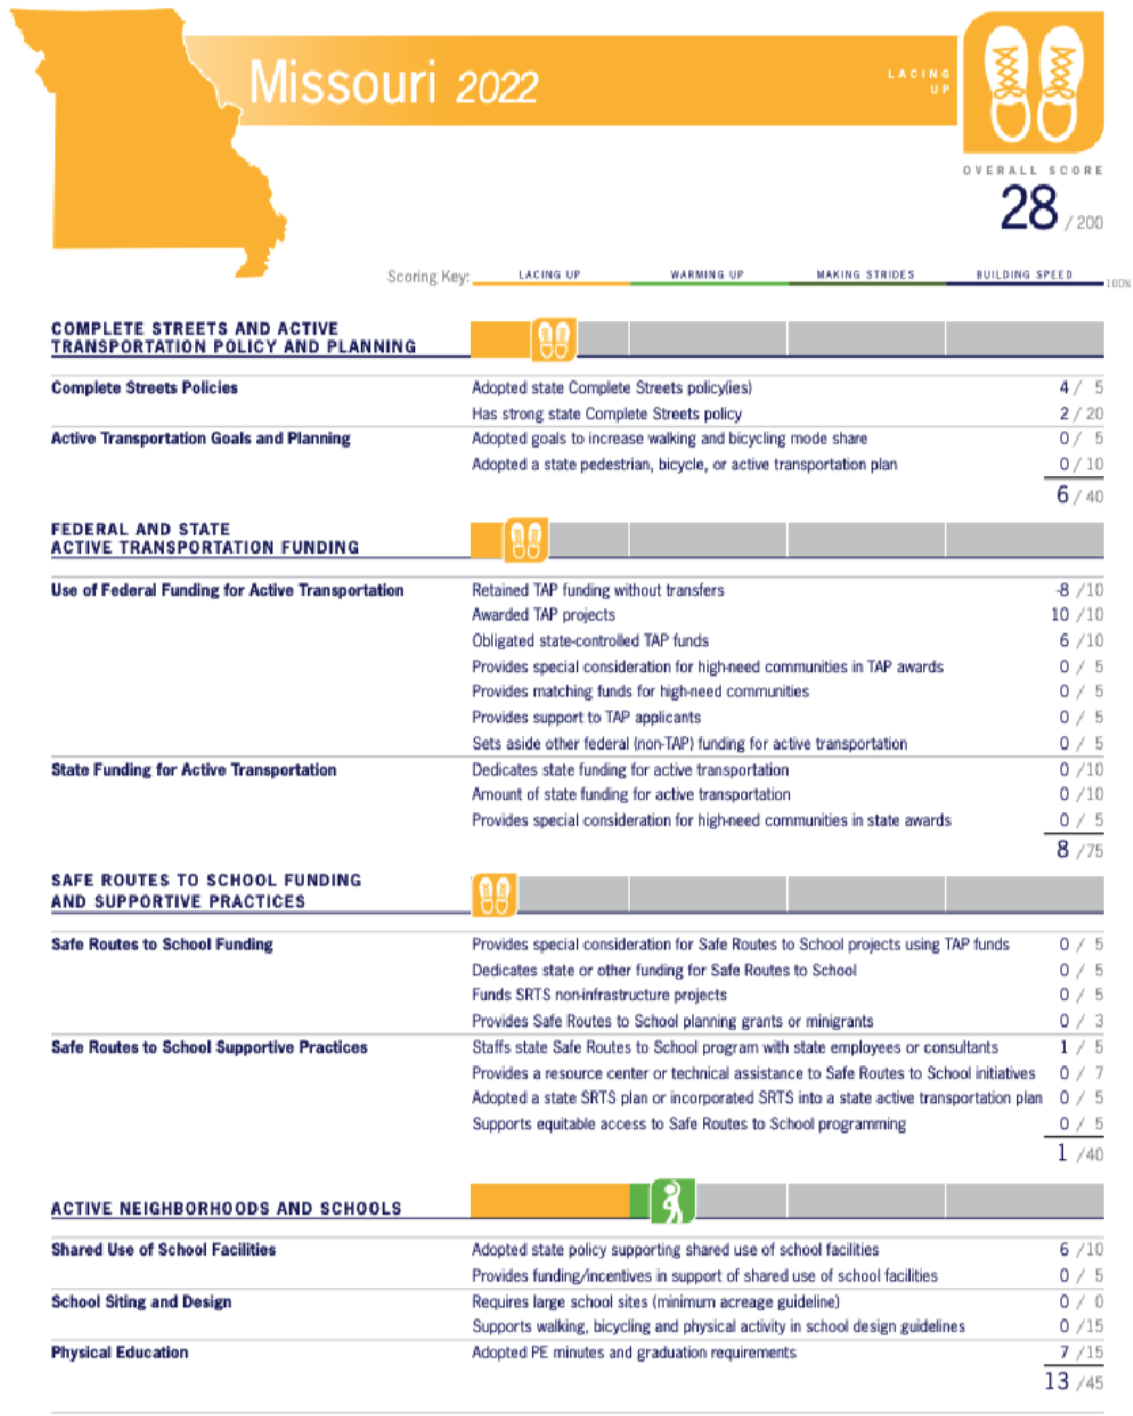 Missouri 2022
LACING
UP
OVERALL SCORE
28 / 200
Scoring Key: LACING UP WARMING UP MAKING STRIDES BUILDING SPEED 100%
COMPLETE STREETS AND ACTIVE
TRANSPORTATION POLICY AND PLANNING
Complete Streets Policies Adopted state Complete Streets policy(ies) 4 / 5
Has strong state Complete Streets policy 2 / 20
Active Transportation Goals and Planning Adopted goals to increase walking and bicycling mode share 0 / 5
Adopted a state pedestrian, bicycle, or active transportation plan 0 / 10
6 / 40
FEDERAL AND STATE
ACTIVE TRANSPORTATION FUNDING
Use of Federal Funding for Active Transportation Retained TAP funding without transfers -8 / 10
Awarded TAP projects 10 / 10
Obligated state-controlled TAP funds 6 / 10
Provides special consideration for high-need communities in TAP awards 0 / 5
Provides matching funds for high-need communities 0 / 5
Provides support to TAP applicants 0 / 5
Sets aside other federal (non-TAP) funding for active transportation 0 / 5
State Funding for Active Transportation Dedicates state funding for active transportation 0 / 10
Amount of state funding for active transportation 0 / 10
Provides special consideration for high-need communities in state awards 0 / 5
8 / 75
SAFE ROUTES TO SCHOOL FUNDING
AND SUPPORTIVE PRACTICES
Safe Routes to School Funding Provides special consideration for Safe Routes to School projects using TAP funds 0 / 5
Dedicates state or other funding for Safe Routes to School 0 / 5
Funds SRTS non-infrastructure projects 0 / 5
Provides Safe Routes to School planning grants or minigrants 0 / 3
Safe Routes to School Supportive Practices Staffs state Safe Routes to School program with state employees or consultants 1 / 5
Provides a resource center or technical assistance to Safe Routes to School initiatives 0 / 7
Adopted a state SRTS plan or incorporated SRTS into a state active transportation plan 0 / 5
Supports equitable access to Safe Routes to School programming 0 / 5
1 / 40
ACTIVE NEIGHBORHOODS AND SCHOOLS
Shared Use of School Facilities Adopted state policy supporting shared use of school facilities 6 / 10
Provides funding/incentives in support of shared use of school facilities 0 / 5
School Siting and Design Requires large school sites (minimum acreage guideline) 0 / 0
Supports walking, bicycling and physical activity in school design guidelines 0 / 15
Physical Education Adopted PE minutes and graduation requirements 7 / 15
13 / 45